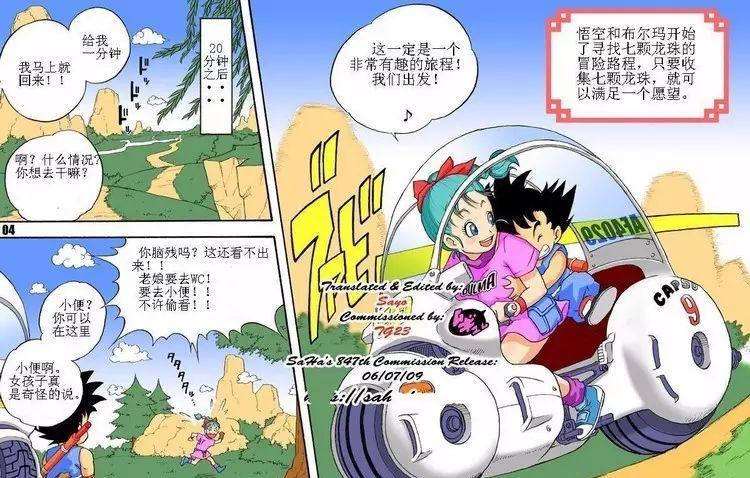 悟空和布尔玛开始
了寻找七颗龙珠的
冒险路程，只要收
集七颗龙珠，就可
以满足一个愿望。
这一定是一个
非常有趣的旅程！
我们出发！
♪
AF4029
BULMA
CAPSULE
9
Translated & Edited by:
Sayo
Commissioned by:
TG23
SaHa's 847th Commission Release:
06/07/09
20
分钟
之后
：：
给我
一分钟
我马上就
回来！！
啊？什么情况？
你想去干嘛？
04
你脑残吗？这还看不出
来！！
老娘要去WC！
要去小便！！
不许偷看！！
小便？
你可以
在这里
小便啊。
女孩子真
是奇怪的说。